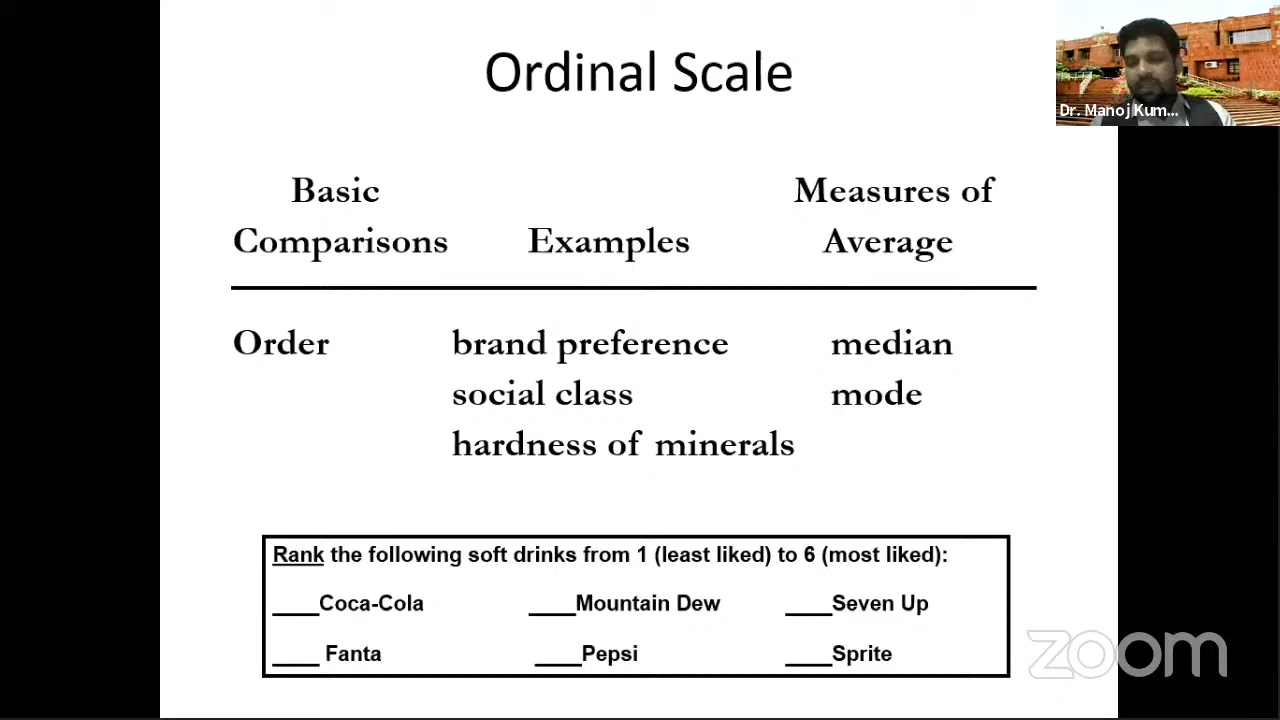 Ordinal Scale
Dr. Manoj Kum...
Basic Measures of
Comparisons Examples Average
Order brand preference median
social class mode
hardness of minerals
Rank the following soft drinks from 1 (least liked) to 6 (most liked):
____Coca-Cola ____Mountain Dew ____Seven Up
____ Fanta ____Pepsi ____Sprite
zoom